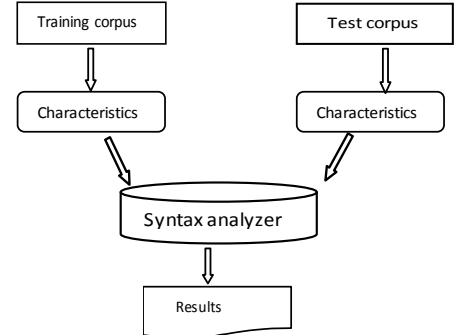 Training corpus
Test corpus
Characteristics
Characteristics
Syntax analyzer
Results